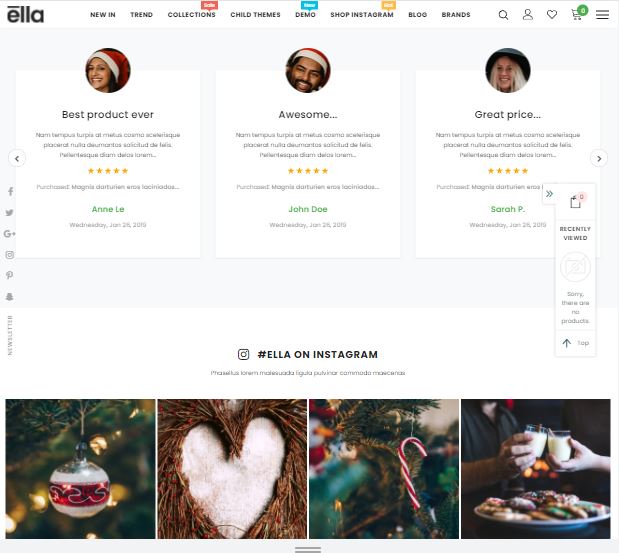 ella
Sale
New
Hot
NEW IN TREND COLLECTIONS CHILD THEMES DEMO SHOP INSTAGRAM BLOG BRANDS
0
Best product ever
Nam tempus turpis at metus cosmo scelerisque
placerat nulla deumantos solicitud de felis.
Pellentesque diam delas lorem...
Purchased: Magnis darturien eros laciniados...
Anne Le
Wednesday, Jan 26, 2019
Awesome...
Nam tempus turpis at metus cosmo scelerisque
placerat nulla deumantos solicitud de felis.
Pellentesque diam delas lorem...
Purchased: Magnis darturien eros laciniados...
John Doe
Wednesday, Jan 26, 2019
Great price...
Nam tempus turpis at metus cosmo scelerisque
placerat nulla deumantos solicitud de felis.
Pellentesque diam delas lorem...
Purchased: Magnis darturien eros
Sarah P.
Wednesday, Jan 26, 2019
0
RECENTLY
VIEWED
Sorry,
there are
no
products.
Top
NEWSLETTER
#ELLA ON INSTAGRAM
Phasellus lorem malesuada ligula pulvinar commodo maecenas